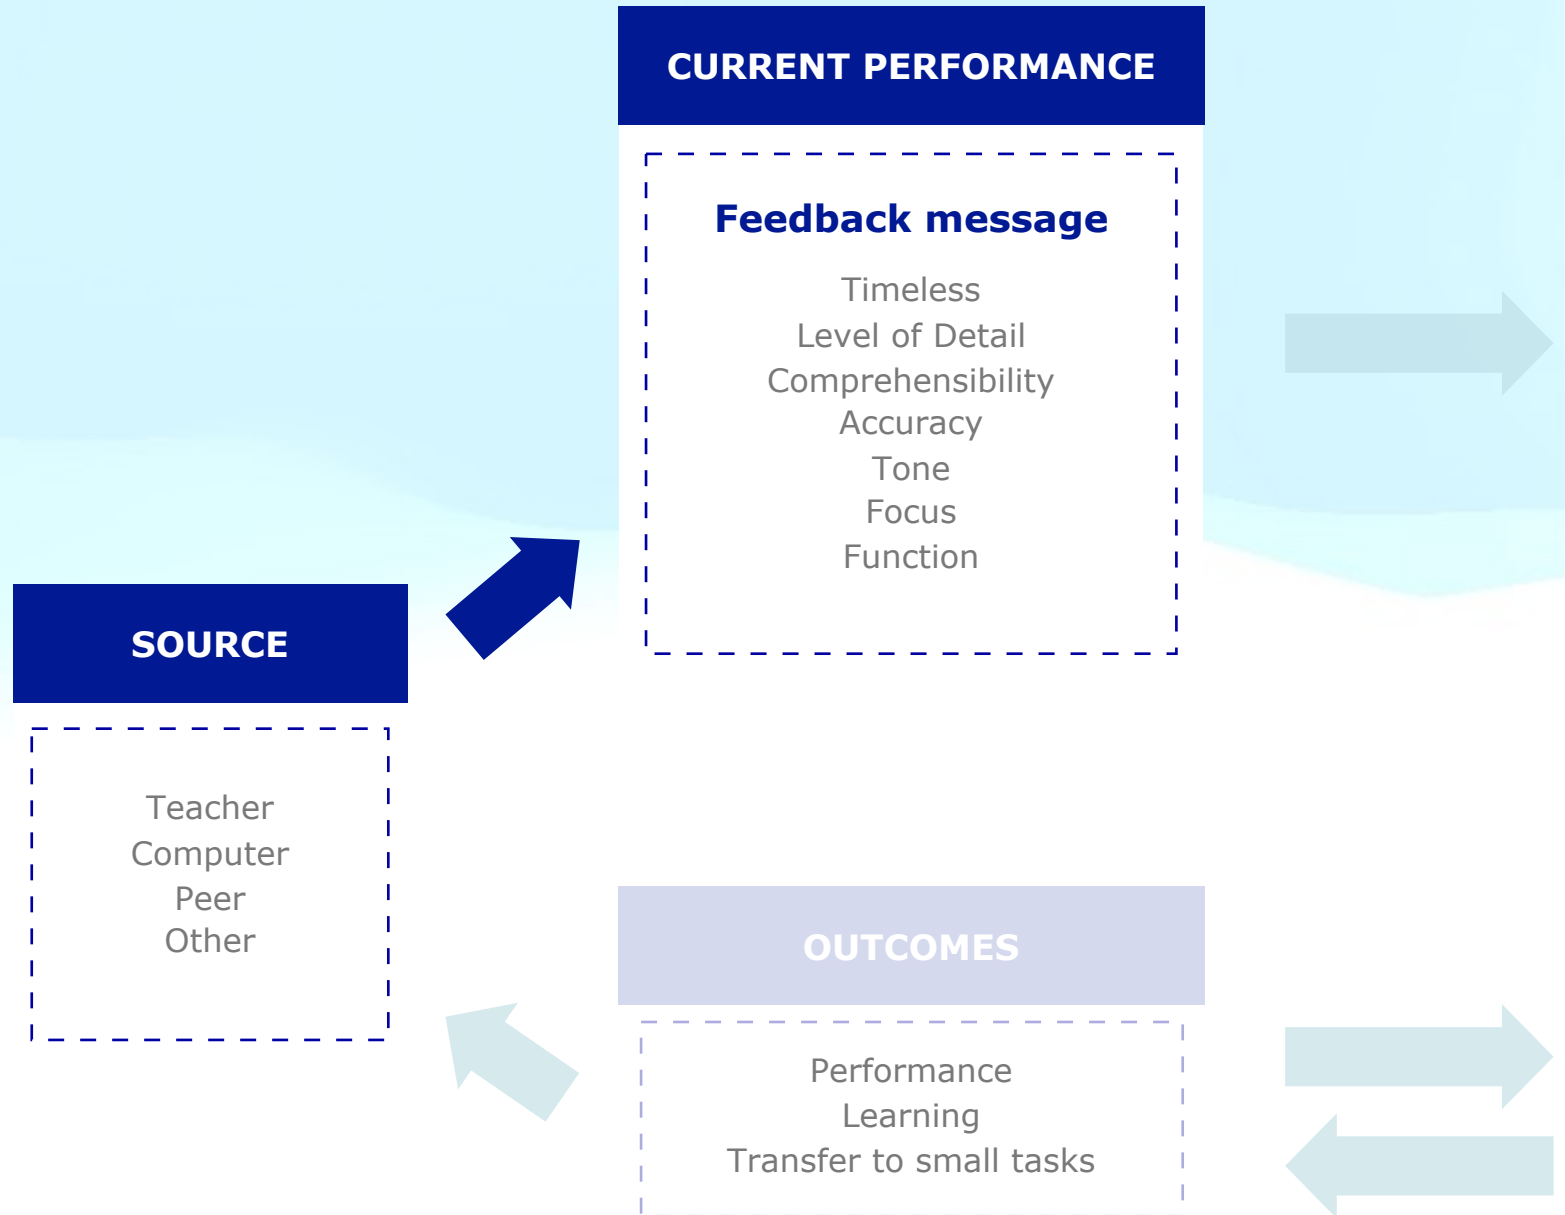 CURRENT PERFORMANCE
Feedback message
Timeless
Level of Detail
Comprehensibility
Accuracy
Tone
Focus
Function
SOURCE
Teacher
Computer
Peer
Other
OUTCOMES
Performance
Learning
Transfer to small tasks